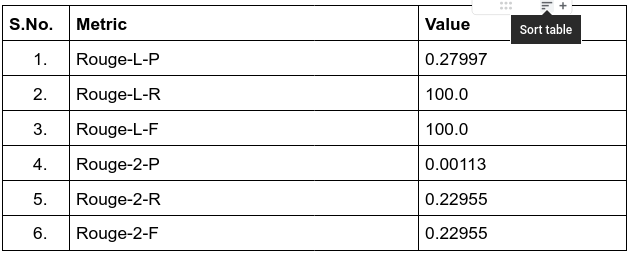 S.No. Metric Value
Sort table
1. Rouge-L-P 0.27997
2. Rouge-L-R 100.0
3. Rouge-L-F 100.0
4. Rouge-2-P 0.00113
5. Rouge-2-R 0.22955
6. Rouge-2-F 0.22955